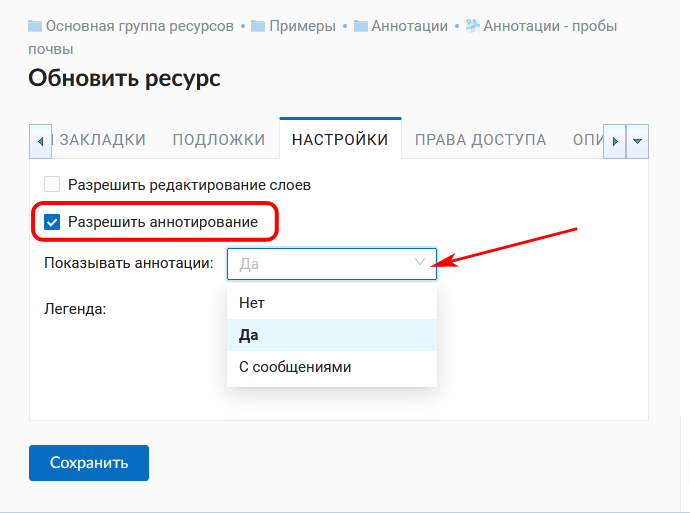 Основная группа ресурсов • Примеры • Аннотации • Аннотации - пробы
почвы
Обновить ресурс
ЗАКЛАДКИ ПОДЛОЖКИ НАСТРОЙКИ ПРАВА ДОСТУПА ОПИ
Разрешить редактирование слоев
Разрешить аннотирование
Показывать аннотации: Да
Нет
Легенда:
Да
С сообщениями
Сохранить